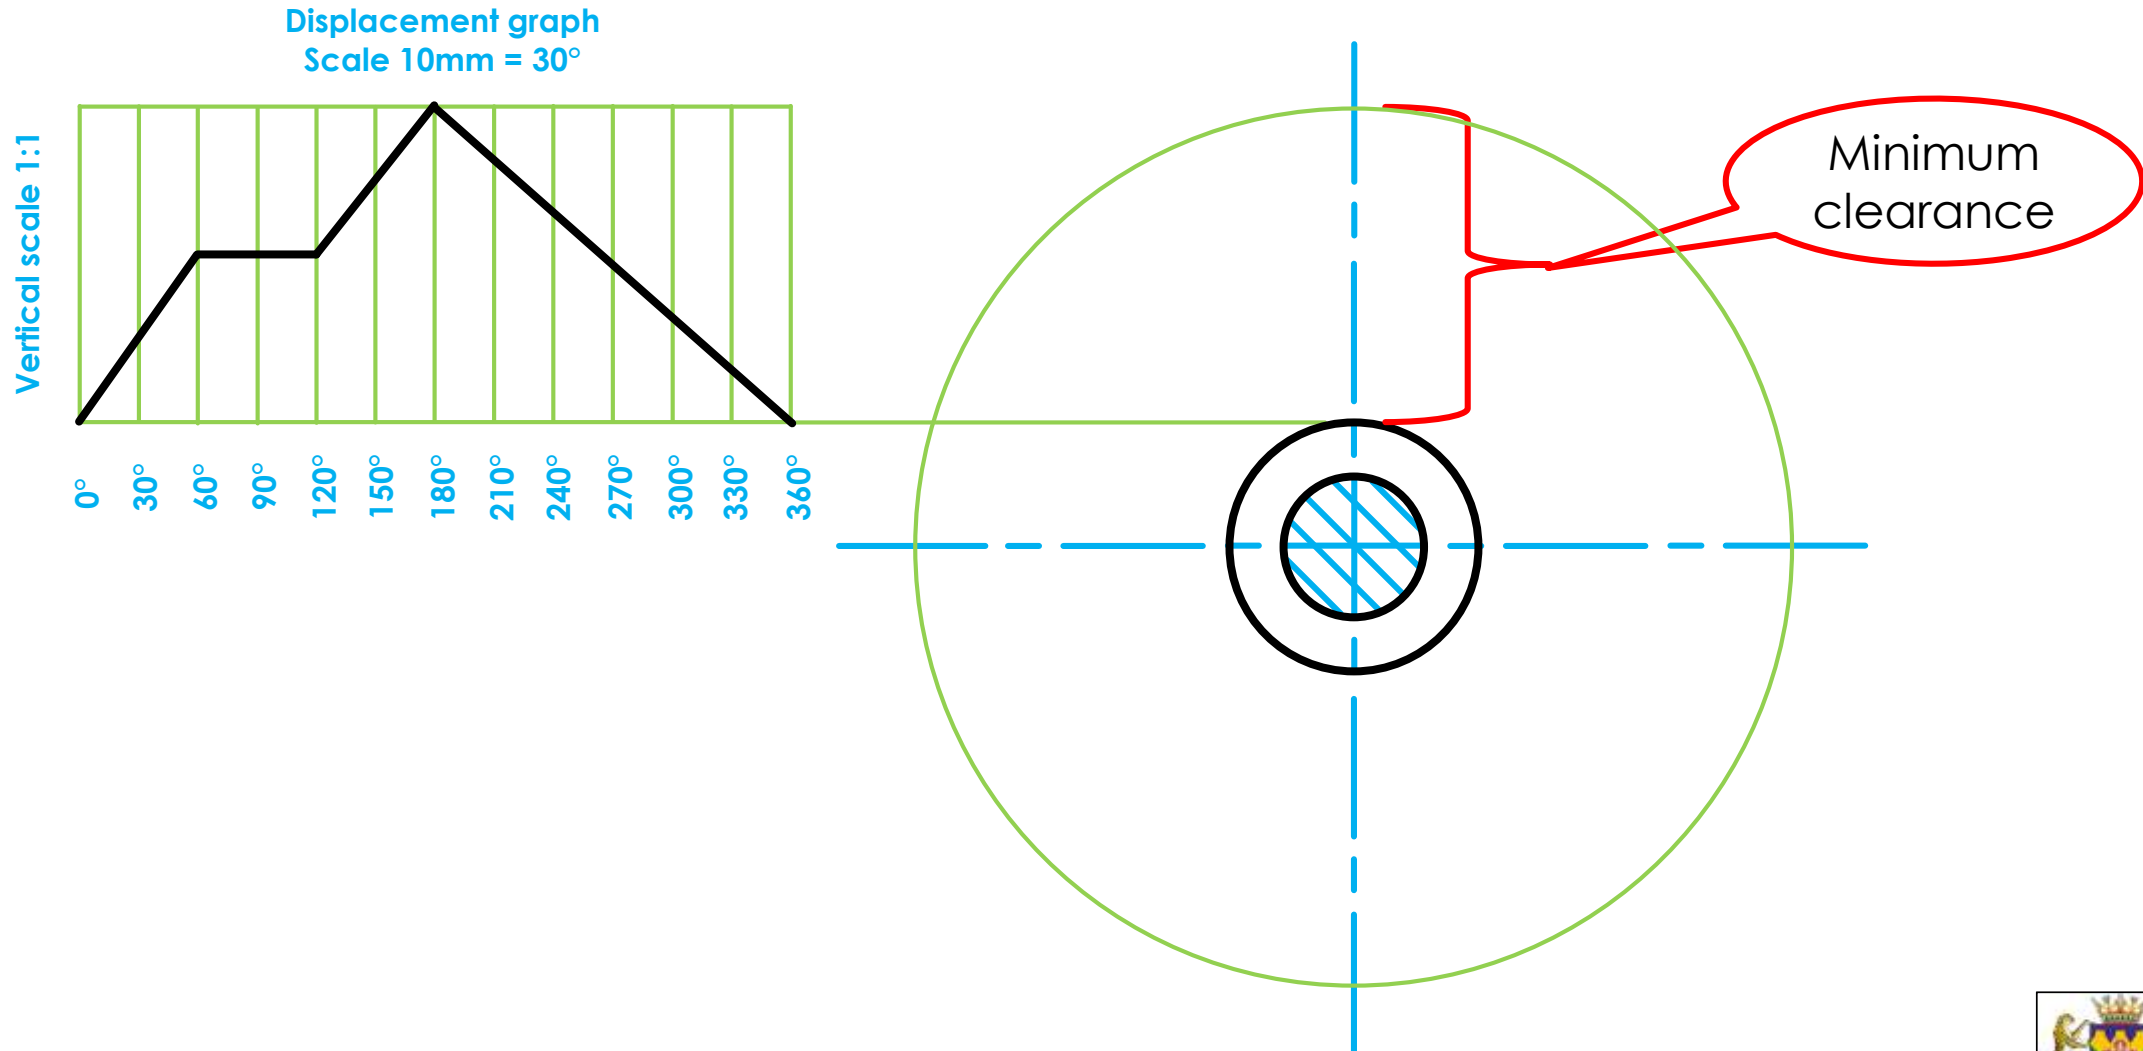 Displacement graph
Scale 10mm = 30°
Vertical scale 1:1
0°
30°
60°
90°
120°
150°
180°
210°
240°
270°
300°
330°
360°
Minimum
clearance